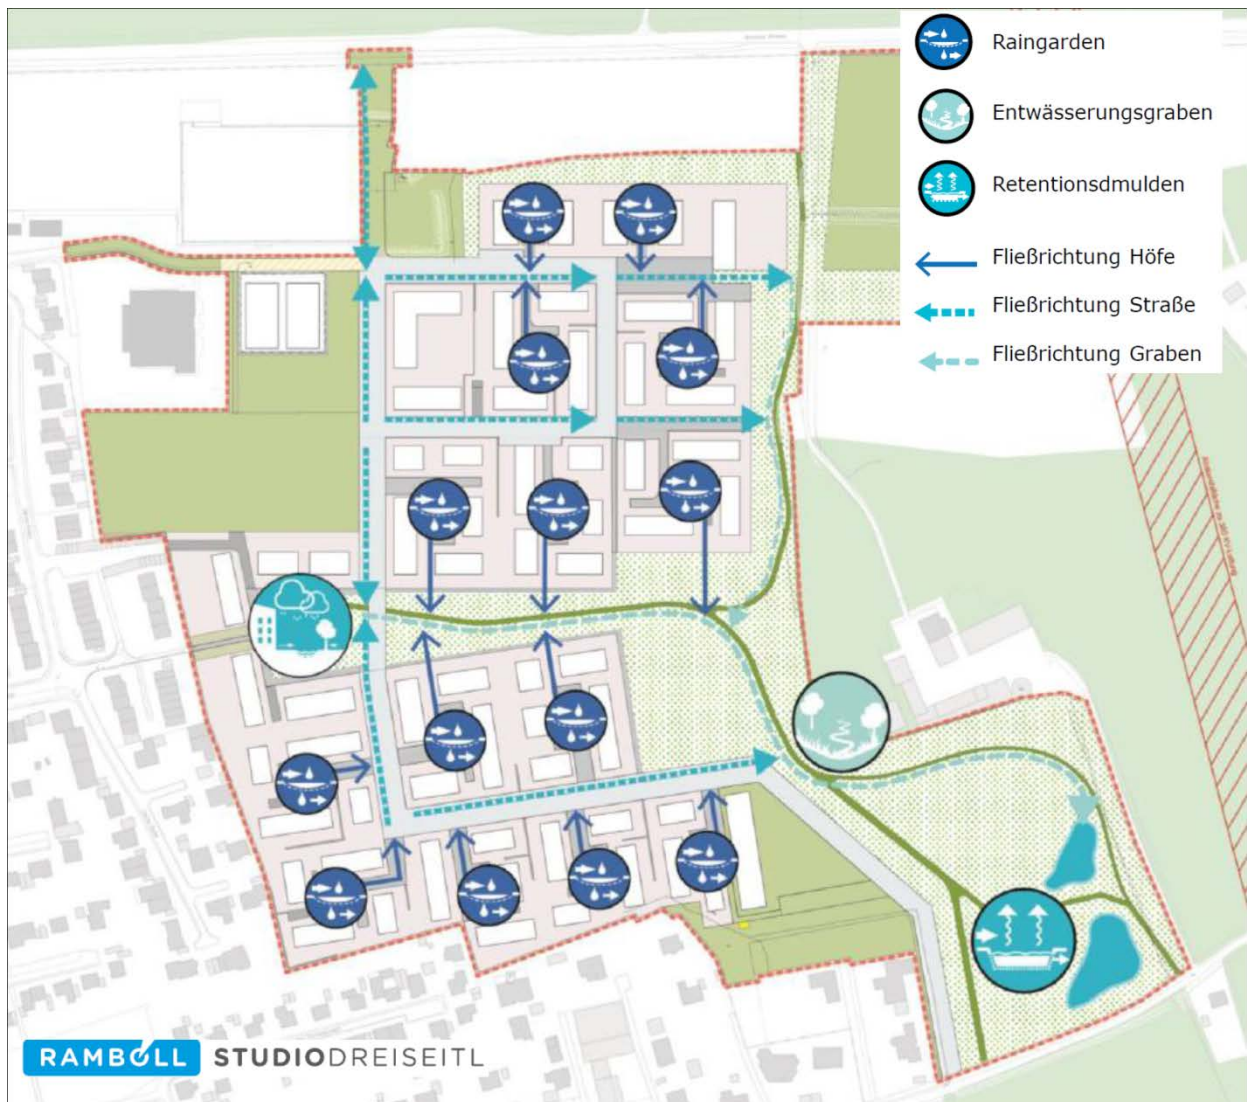 Raingarden
Entwässerungsgraben
Retentionsdmulden
Fließrichtung Höfe
Fließrichtung Straße
Fließrichtung Graben
RAMBOLL STUDIODREISEITL